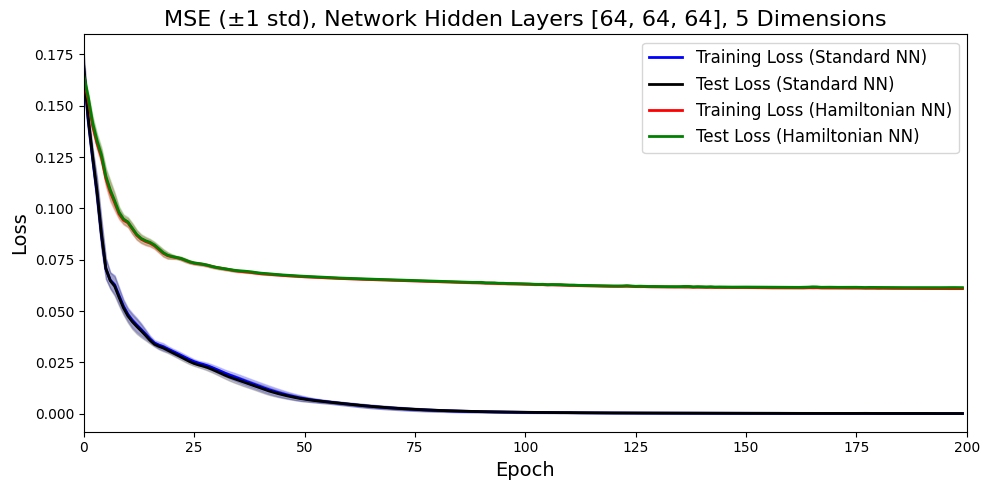 MSE (±1 std), Network Hidden Layers [64, 64, 64], 5 Dimensions
Training Loss (Standard NN)
Test Loss (Standard NN)
Training Loss (Hamiltonian NN)
Test Loss (Hamiltonian NN)
Loss
0.175
0.150
0.125
0.100
0.075
0.050
0.025
0.000
0 25 50 75 100 125 150 175 200
Epoch